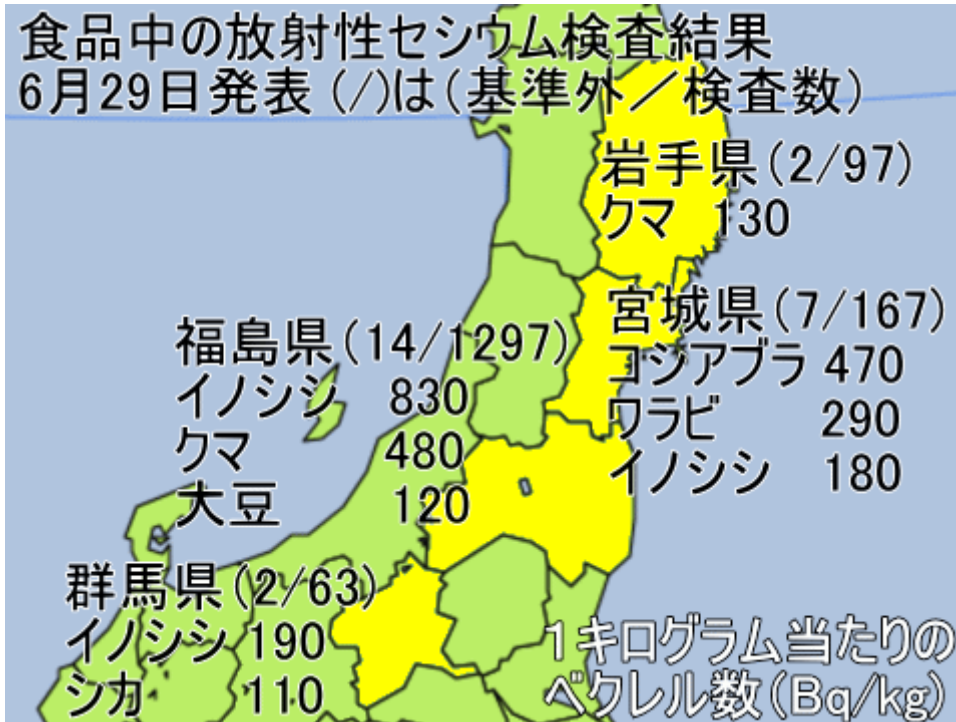 食品中の放射性セシウム検査結果
6月29日発表 (/)は(基準外／検査数)
岩手県(2/97)
クマ 130
宮城県(7/167)
コジアブラ 470
ワラビ 290
イノシシ 180
福島県(14/1297)
イノシシ 830
クマ 480
大豆 120
群馬県(2/63)
イノシシ 190
シカ 110
1キログラム当たりの
ベクレル数(Bq/kg)